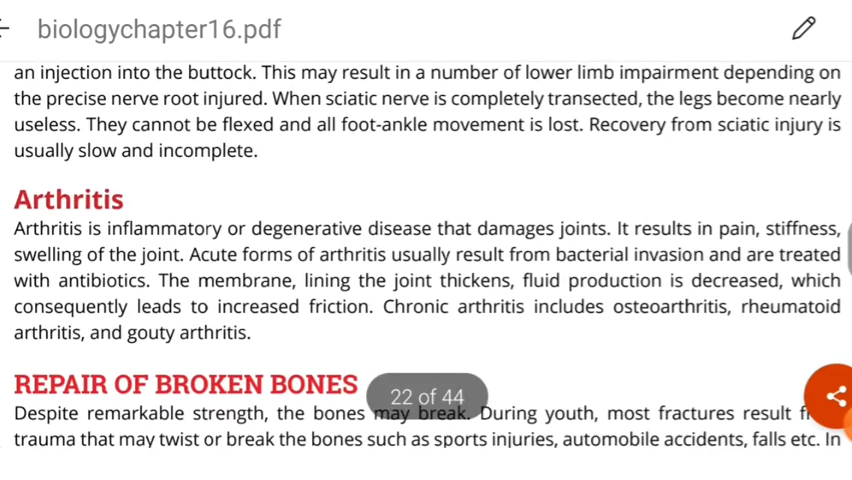 biologychapter16.pdf
an injection into the buttock. This may result in a number of lower limb impairment depending on
the precise nerve root injured. When sciatic nerve is completely transected, the legs become nearly
useless. They cannot be flexed and all foot-ankle movement is lost. Recovery from sciatic injury is
usually slow and incomplete.
Arthritis
Arthritis is inflammatory or degenerative disease that damages joints. It results in pain, stiffness,
swelling of the joint. Acute forms of arthritis usually result from bacterial invasion and are treated
with antibiotics. The membrane, lining the joint thickens, fluid production is decreased, which
consequently leads to increased friction. Chronic arthritis includes osteoarthritis, rheumatoid
arthritis, and gouty arthritis.
REPAIR OF BROKEN BONES
22 of 44
Despite remarkable strength, the bones may break. During youth, most fractures result
trauma that may twist or break the bones such as sports injuries, automobile accidents, falls etc. In